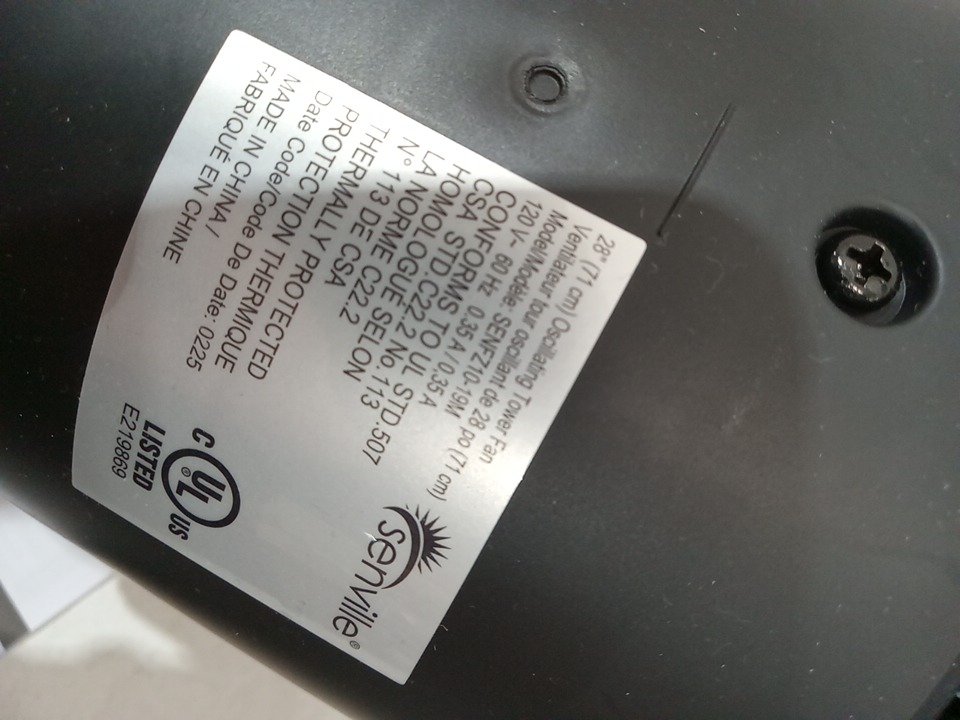 28" (71 cm) Oscillating Tower Fan
Ventilateur tour oscillant de 28 po (71 cm)
Model/Modèle: SENFZ10-19M
120 V~ 60 Hz 0.35 A / 0,35 A
CONFORMS TO UL STD.507
CSA STD.C22.2 No.113
HOMOLOGUÉ SELON
LA NORME C22.2
N° 113 DE CSA
THERMALLY PROTECTED
PROTECTION THERMIQUE
Date Code/Code De Date: 0225
MADE IN CHINA /
FABRIQUÉ EN CHINE
senville®
C UL® US
LISTED
E219869